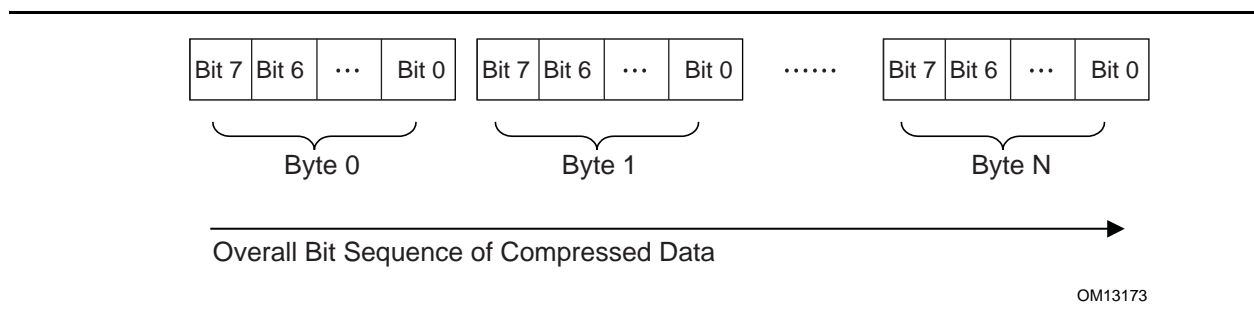 Bit 7 Bit 6 ... Bit 0 Bit 7 Bit 6 ... Bit 0 ...... Bit 7 Bit 6 ... Bit 0
Byte 0 Byte 1 Byte N
Overall Bit Sequence of Compressed Data
OM13173